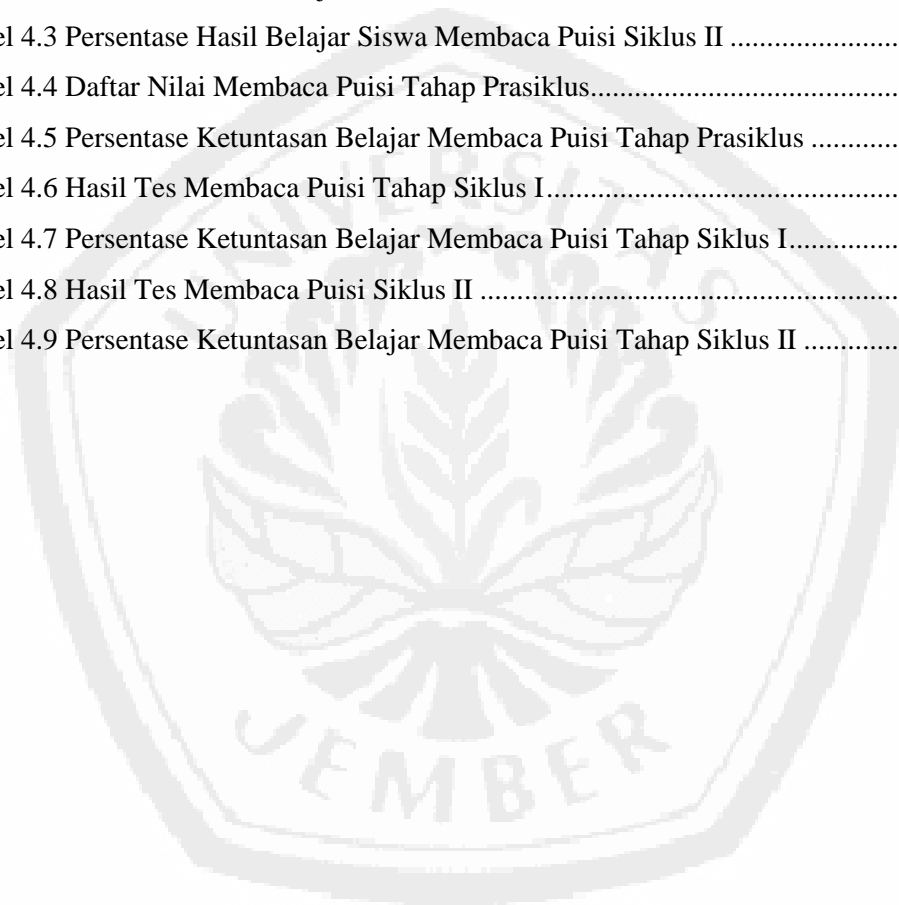 el 4.3 Persentase Hasil Belajar Siswa Membaca Puisi Siklus II ......................
el 4.4 Daftar Nilai Membaca Puisi Tahap Prasiklus.....................................
el 4.5 Persentase Ketuntasan Belajar Membaca Puisi Tahap Prasiklus ............
el 4.6 Hasil Tes Membaca Puisi Tahap Siklus I...........................................
el 4.7 Persentase Ketuntasan Belajar Membaca Puisi Tahap Siklus I..............
el 4.8 Hasil Tes Membaca Puisi Siklus II ...................................................
el 4.9 Persentase Ketuntasan Belajar Membaca Puisi Tahap Siklus II .............
UNIVERSITAS
JEMBER